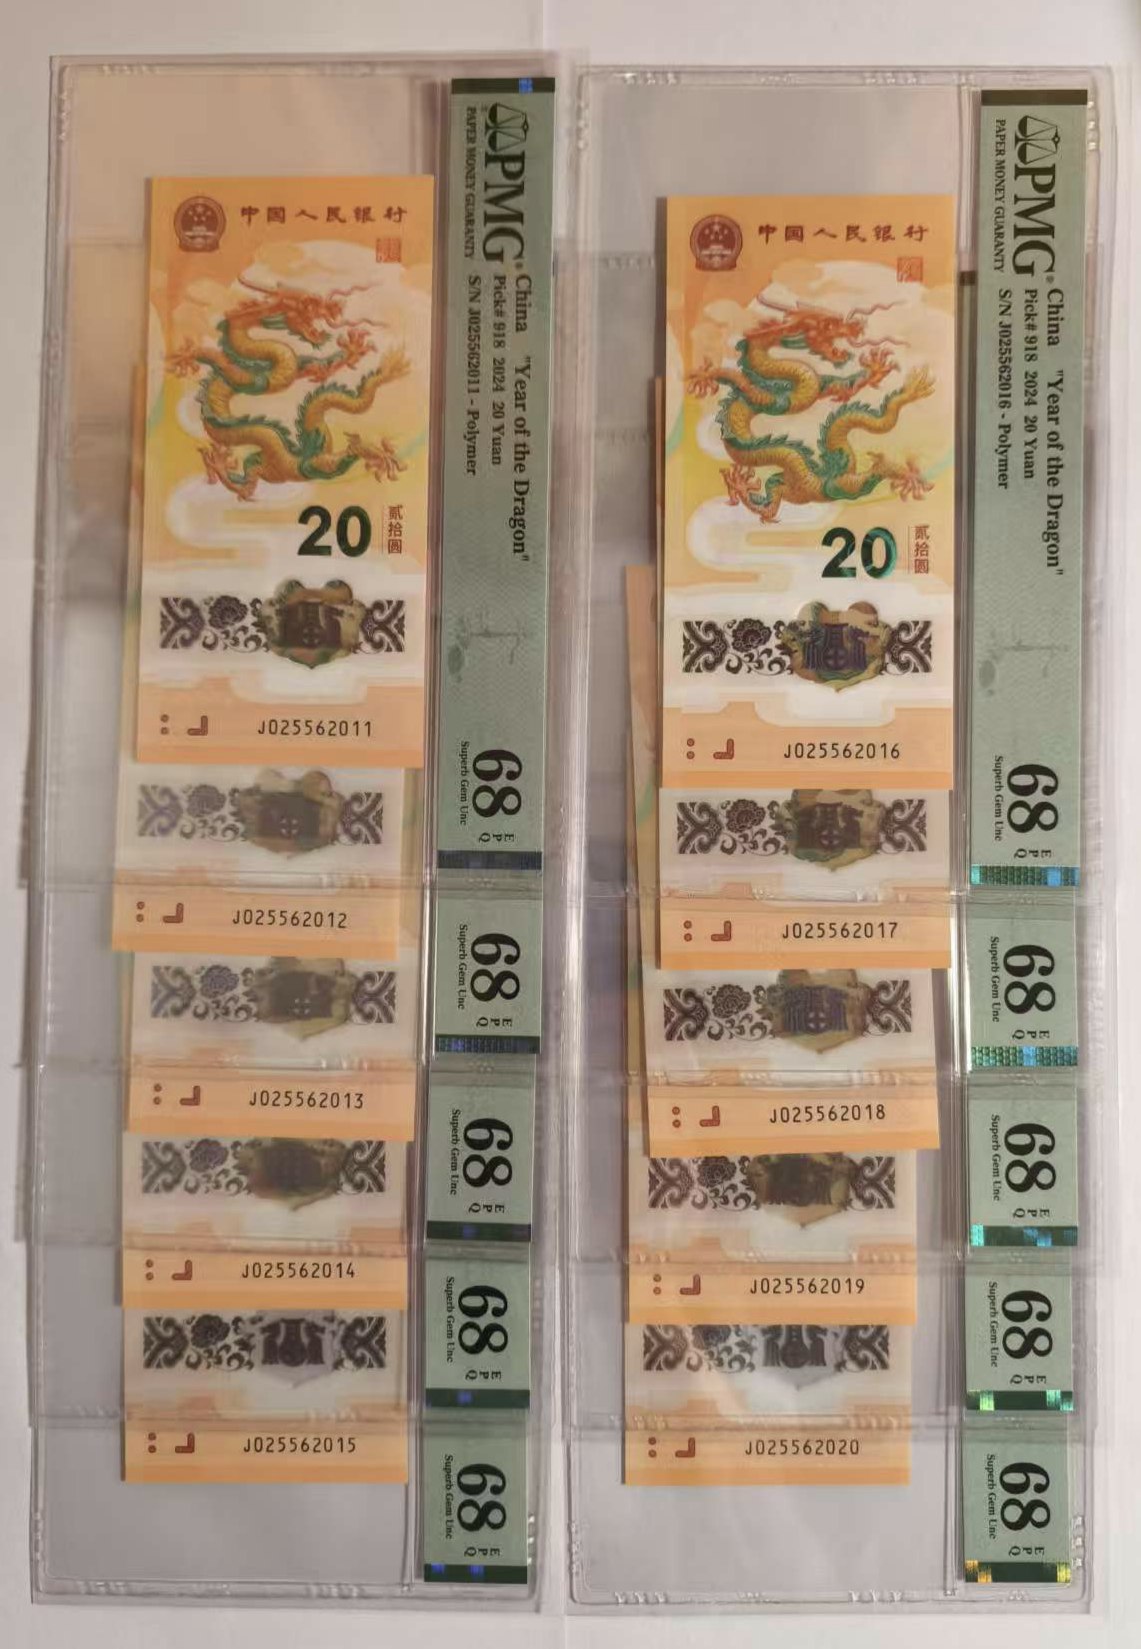 中国人民银行
20
贰拾圆
J025562011
J025562012
J025562013
J025562014
J025562015
PMG®
PAPER MONEY GUARANTY
China "Year of the Dragon"
Pick# 918 2024 20 Yuan
S/N J025562011 - Polymer
68 EPQ
Superb Gem Unc
68 EPQ
Superb Gem Unc
68 EPQ
Superb Gem Unc
68 EPQ
Superb Gem Unc
68 EPQ
Superb Gem Unc
中国人民银行
20
贰拾圆
福
J025562016
J025562017
J025562018
J025562019
J025562020
PMG®
PAPER MONEY GUARANTY
China "Year of the Dragon"
Pick# 918 2024 20 Yuan
S/N J025562016 - Polymer
68 EPQ
Superb Gem Unc
68 EPQ
Superb Gem Unc
68 EPQ
Superb Gem Unc
68 EPQ
Superb Gem Unc
68 EPQ
Superb Gem Unc